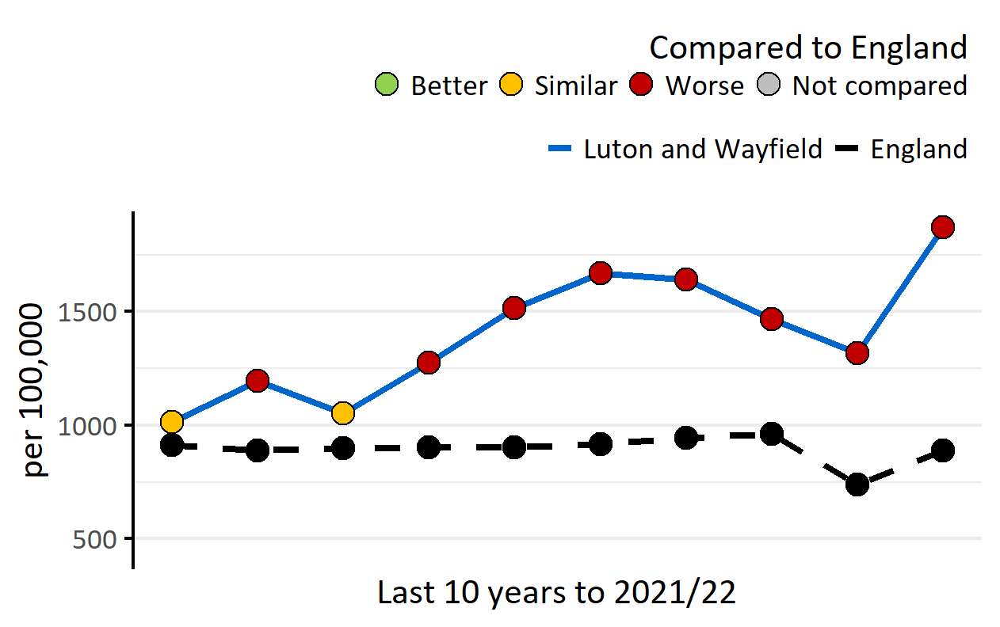 Compared to England
Better Similar Worse Not compared
Luton and Wayfield England
per 100,000
1500
1000
500
Last 10 years to 2021/22